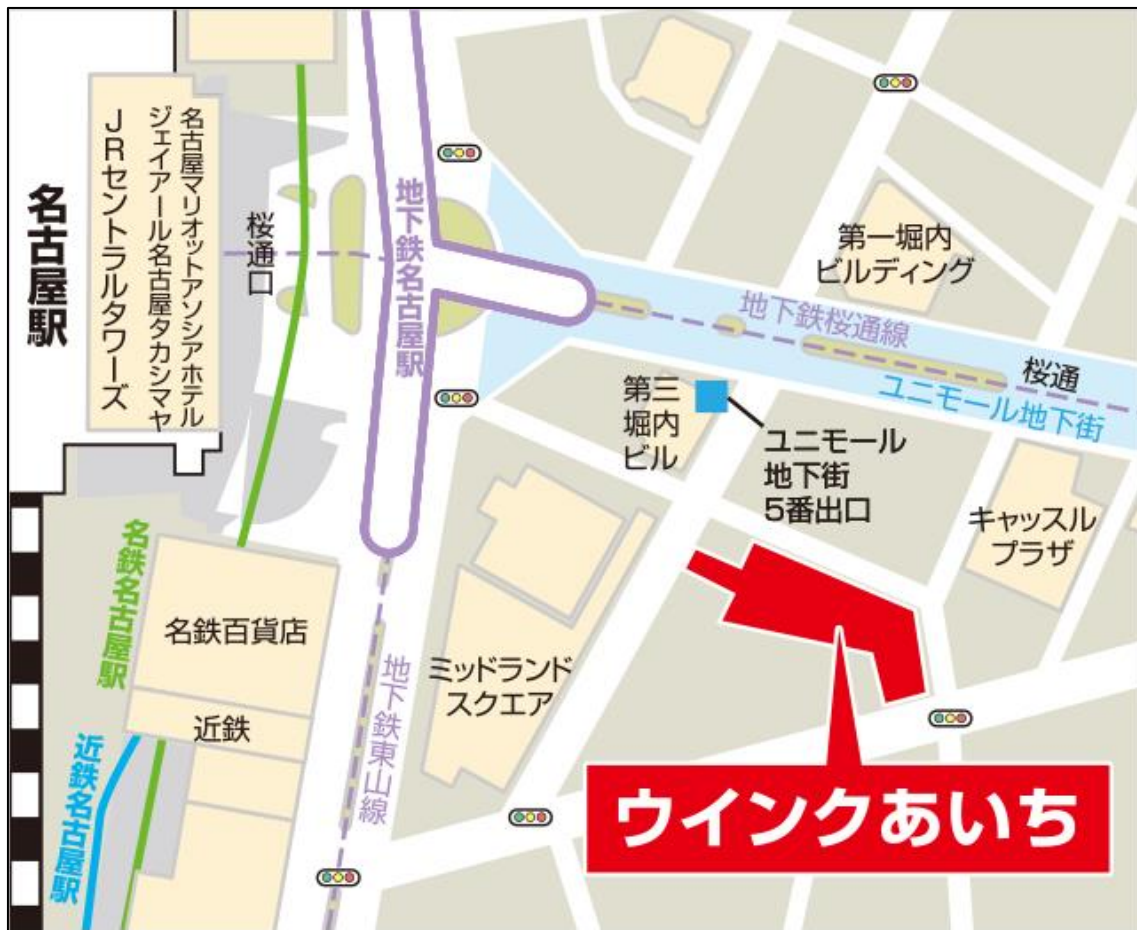 名古屋駅
名古屋マリオットアソシアホテル
ジェイアール名古屋タカシマヤ
JRセントラルタワーズ
桜通口
地下鉄名古屋駅
第一堀内
ビルディング
地下鉄桜通線
桜通
ユニモール地下街
第三
堀内
ビル
ユニモール
地下街
5番出口
キャッスル
プラザ
名鉄名古屋駅
名鉄百貨店
近鉄
近鉄名古屋駅
地下鉄東山線
ミッドランド
スクエア
ウインクあいち